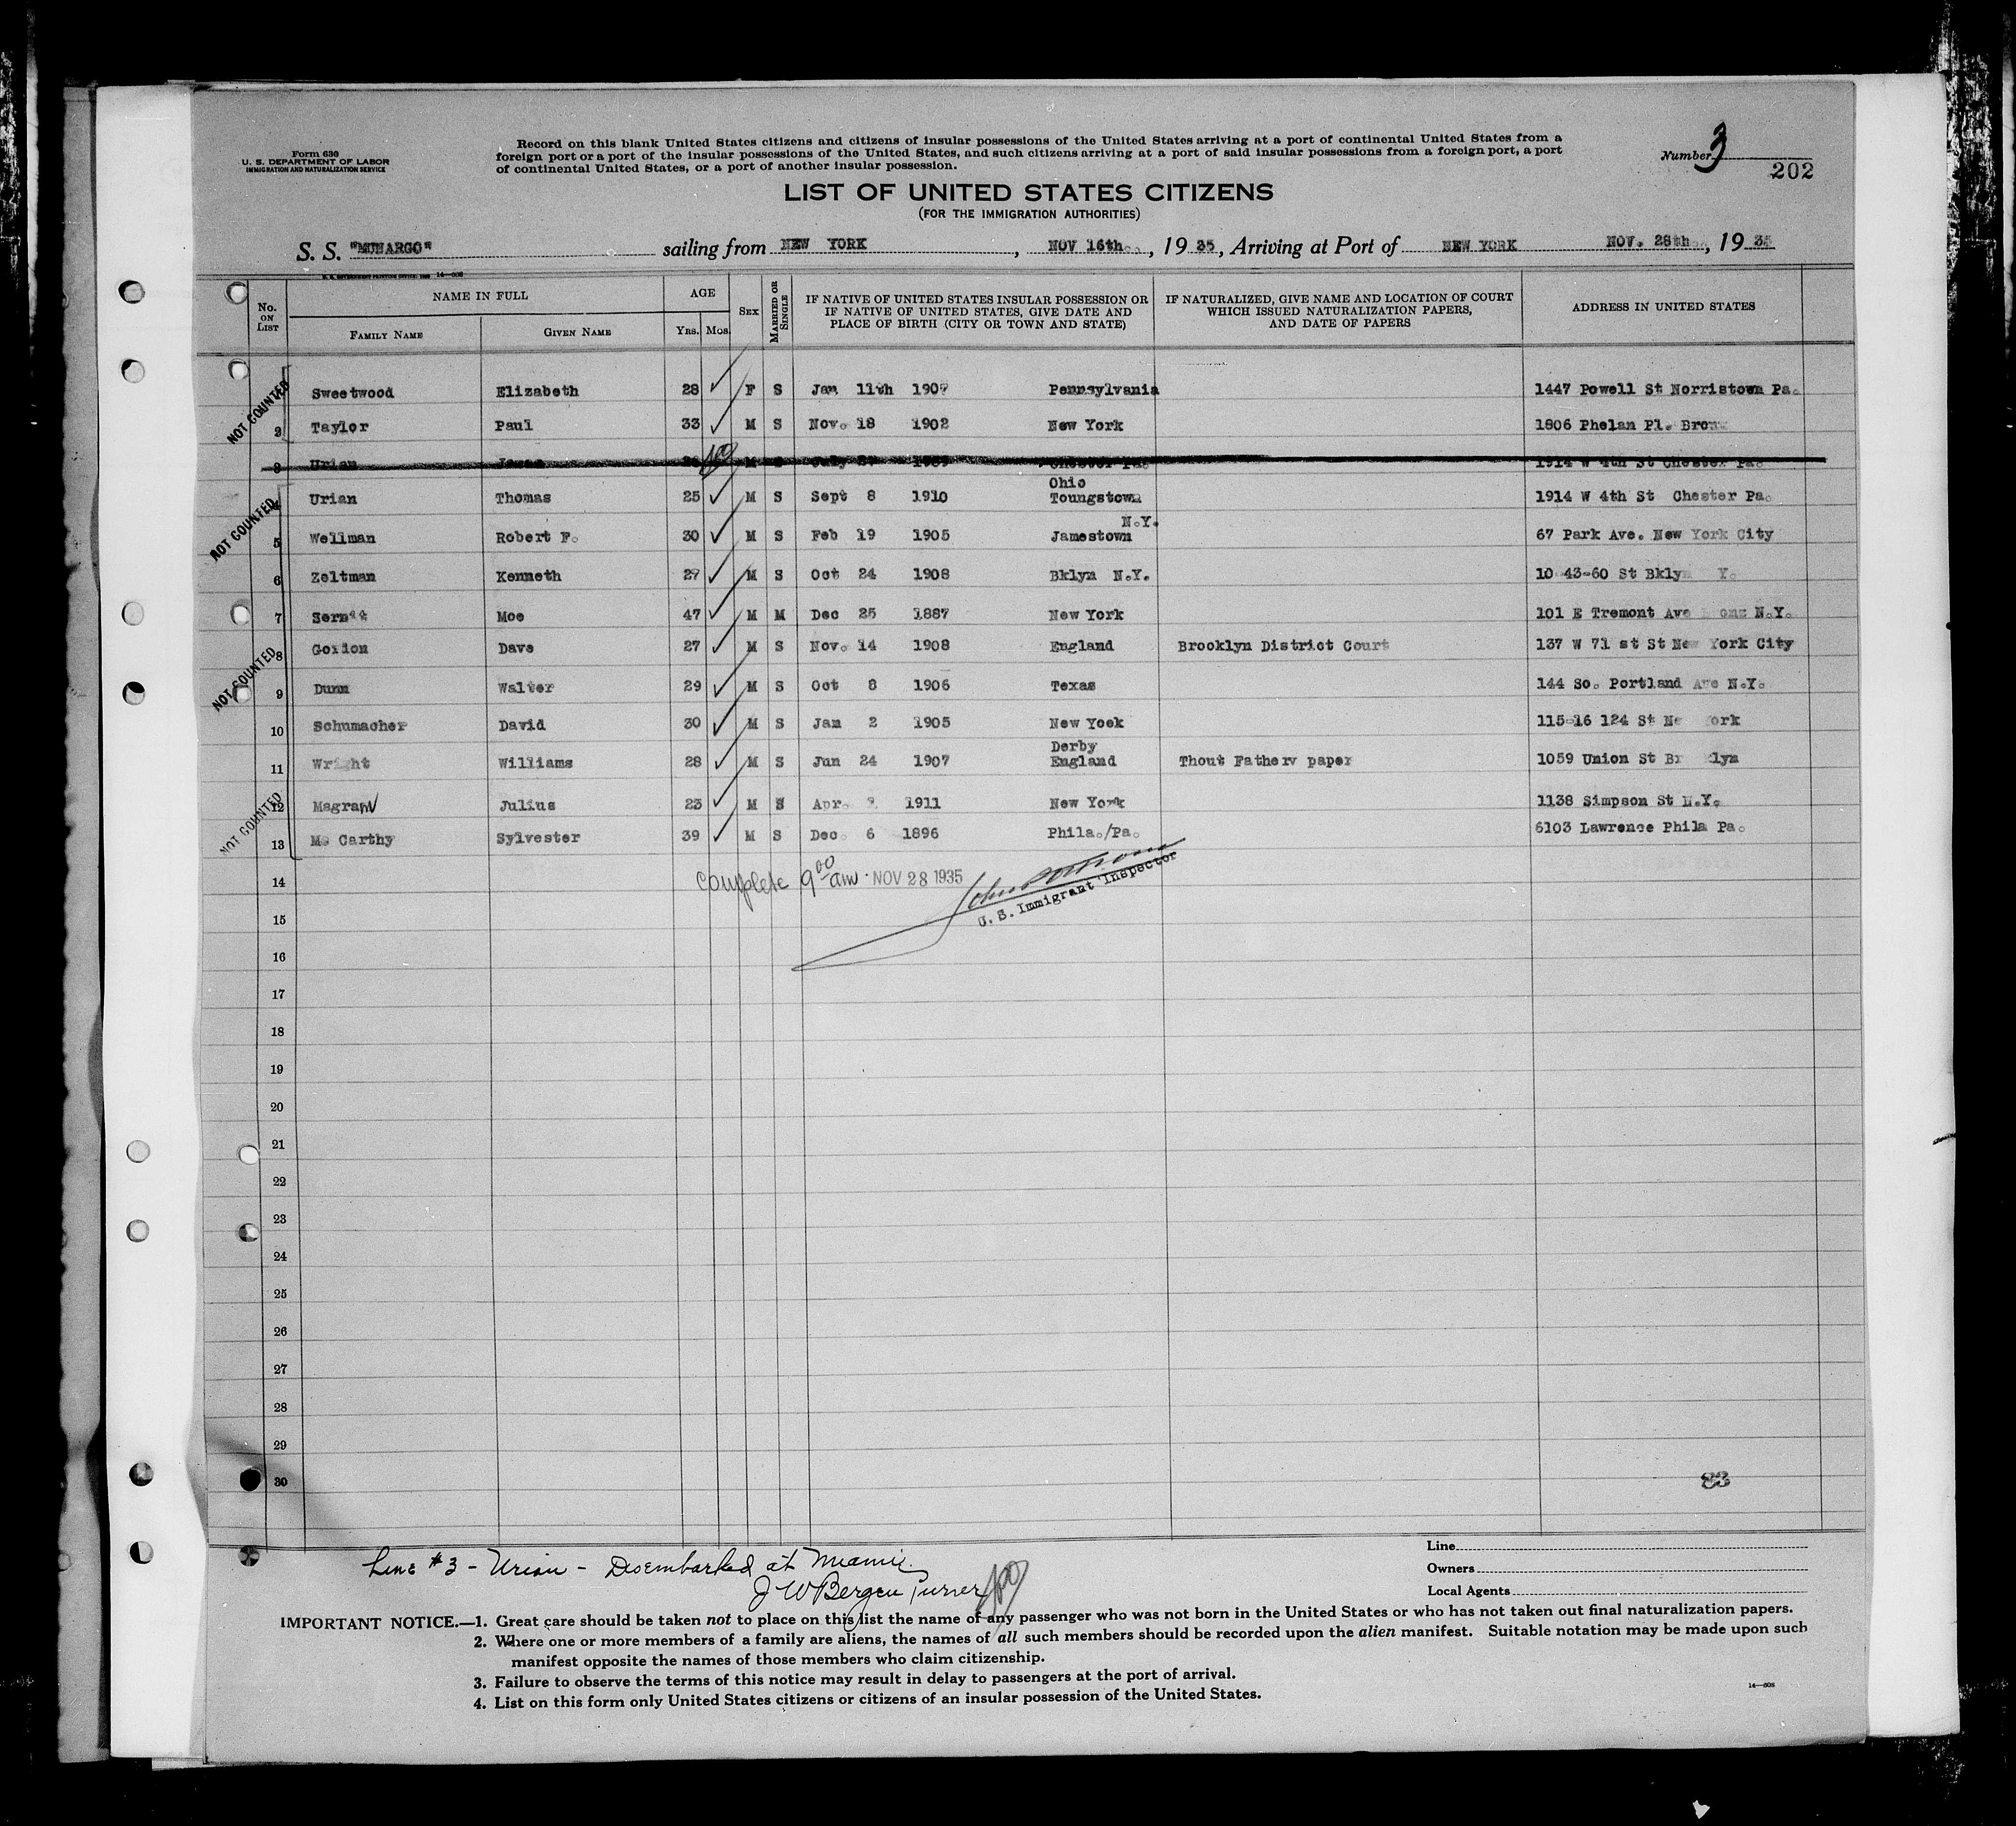 Form 630
U. S. DEPARTMENT OF LABOR
IMMIGRATION AND NATURALIZATION SERVICE
Record on this blank United States citizens and citizens of insular possessions of the United States arriving at a port of continental United States from a
foreign port or a port of the insular possessions of the United States, and such citizens arriving at a port of said insular possessions from a foreign port, a port
of continental United States, or a port of another insular possession.
Number 3
202
LIST OF UNITED STATES CITIZENS
(FOR THE IMMIGRATION AUTHORITIES)
S. S. "MUNARGO" sailing from NEW YORK, NOV 16th, 19 35, Arriving at Port of NEW YORK NOV. 28th, 19 35
No. ON LIST
NAME IN FULL
FAMILY NAME
GIVEN NAME
AGE
YRS. MOS.
SEX
MARRIED OR SINGLE
IF NATIVE OF UNITED STATES INSULAR POSSESSION OR
IF NATIVE OF UNITED STATES, GIVE DATE AND
PLACE OF BIRTH (CITY OR TOWN AND STATE)
IF NATURALIZED, GIVE NAME AND LOCATION OF COURT
WHICH ISSUED NATURALIZATION PAPERS,
AND DATE OF PAPERS
ADDRESS IN UNITED STATES
NOT COUNTED
Sweetwood Elizabeth 28 F S Jan 11th 1907 Pennsylvania 1447 Powell St Norristown Pa.
2 Taylor Paul 33 M S Nov. 18 1902 New York 1806 Phelan Pl. Bronx
3 Urian M S July Chester Pa. 1914 W 4th St Chester Pa.
Ohio
NOT COUNTED
4 Urian Thomas 25 M S Sept 8 1910 Toungstown 1914 W 4th St Chester Pa.
N.Y.
5 Wellman Robert F. 30 M S Feb 19 1905 Jamestown 67 Park Ave. New York City
6 Zeltman Kenneth 27 M S Oct 24 1908 Bklyn N.Y. 10 43-60 St Bklyn Y.
7 Moe 47 M M Dec 25 1887 New York 101 E Tremont Ave N.Y.
NOT COUNTED
8 Gordon Dave 27 M S Nov. 14 1908 England Brooklyn District Court 137 W 71 st St New York City
9 Dunn Walter 29 M S Oct 8 1906 Texas 144 So. Portland Ave N.Y.
10 Schumacher David 30 M S Jan 2 1905 New Yoek 115-16 124 St Ne ork
Derby
11 Wright Williams 28 M S Jun 24 1907 England Thout Fatherv paper 1059 Union St Br klyn
NOT COUNTED
12 Magram Julius 23 M S Apr. 1911 New York 1138 Simpson St N.Y.
13 Mc Carthy Sylvester 39 M S Dec. 6 1896 Phila./Pa. 6103 Lawrence Phila Pa.
complete 9 00 am. NOV 28 1935
U. S. Immigrant Inspector
14
15
16
17
18
19
20
21
22
23
24
25
26
27
28
29
30
83
Line #3 - Urian - Disembarked at Miami.
J W Bergen Purser
Line
Owners
Local Agents
IMPORTANT NOTICE.—1. Great care should be taken not to place on this list the name of any passenger who was not born in the United States or who has not taken out final naturalization papers.
2. Where one or more members of a family are aliens, the names of all such members should be recorded upon the alien manifest. Suitable notation may be made upon such
manifest opposite the names of those members who claim citizenship.
3. Failure to observe the terms of this notice may result in delay to passengers at the port of arrival.
4. List on this form only United States citizens or citizens of an insular possession of the United States.
14—608